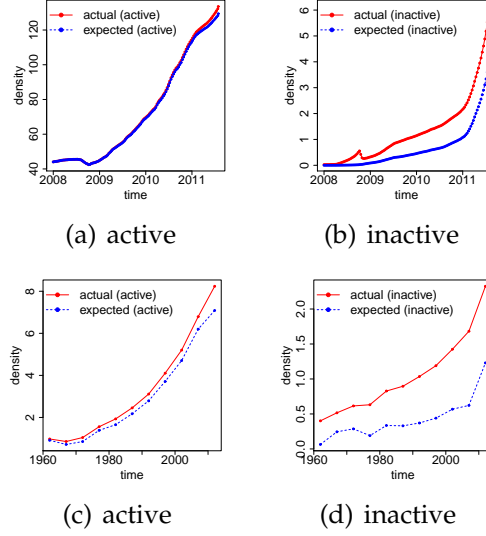 actual (active)
expected (active)
density
40
60
80
100
120
2008
2009
2010
2011
time
(a) active
actual (inactive)
expected (inactive)
density
0
1
2
3
4
5
6
2008
2009
2010
2011
time
(b) inactive
actual (active)
expected (active)
density
2
4
6
8
1960
1980
2000
time
(c) active
actual (inactive)
expected (inactive)
density
0.0
0.5
1.0
1.5
2.0
1960
1980
2000
time
(d) inactive